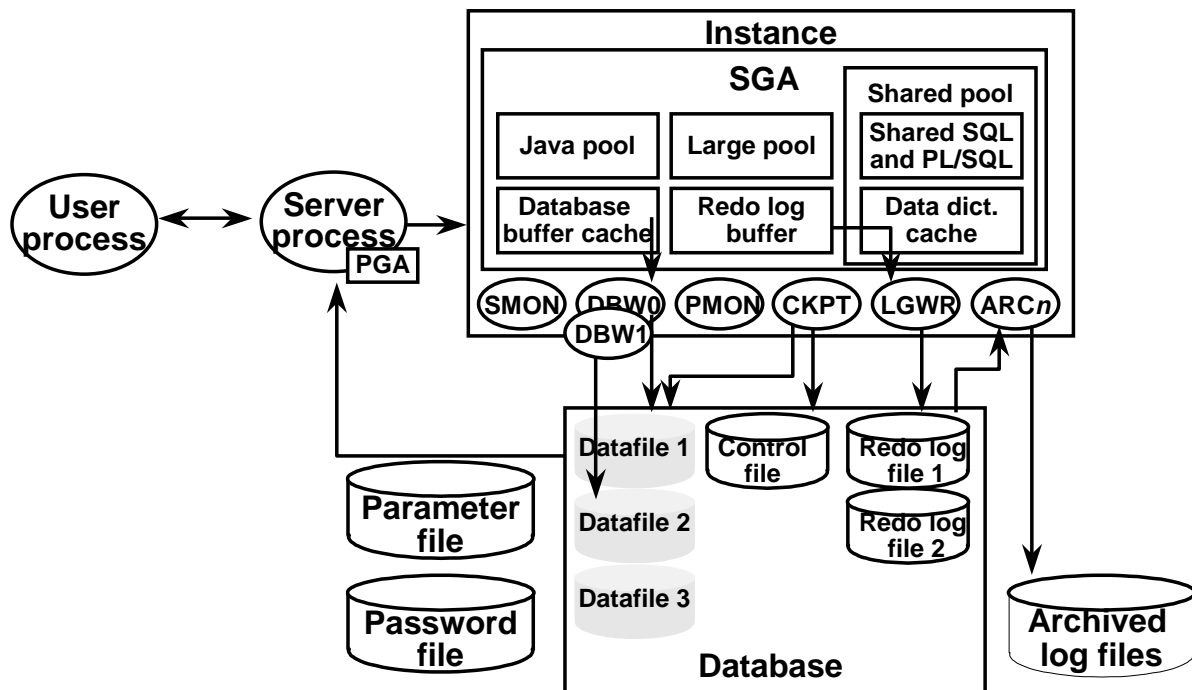 Instance
SGA
Shared pool
Java pool
Large pool
Shared SQL
and PL/SQL
User
process
Server
process
PGA
Database
buffer cache
Redo log
buffer
Data dict.
cache
SMON
DBW0
PMON
CKPT
LGWR
ARCn
DBW1
Datafile 1
Control
file
Redo log
file 1
Parameter
file
Datafile 2
Redo log
file 2
Datafile 3
Password
file
Archived
log files
Database